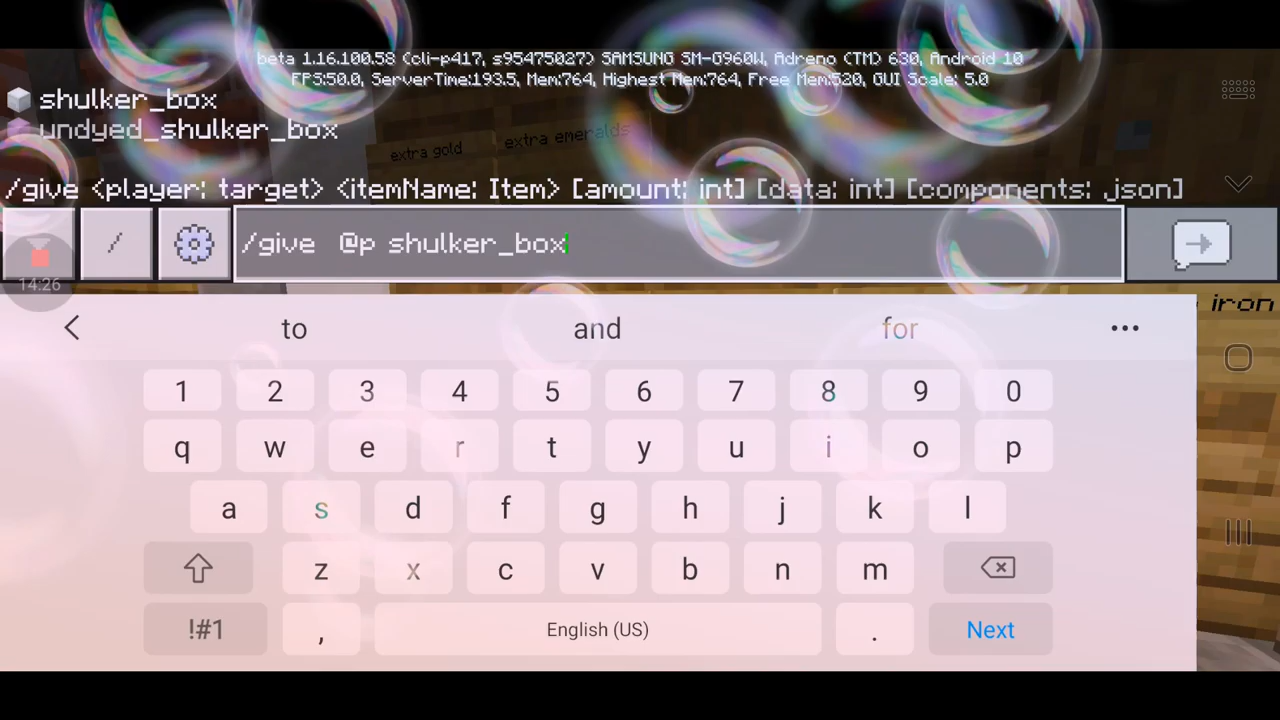 beta 1.16.100.58 (cli-p417, s95475027) SAMSUNG SM-G960W, Adreno (TM) 630, Android 10
FPS:50.0, ServerTime:193.5, Mem:764, Highest Mem:764, Free Mem:520, GUI Scale: 5.0
shulker_box
undyed_shulker_box
extra gold
extra emeralds
/give <player: target> <itemName: Item> [amount: int] [data: int] [components: .json]
/
/give  @p shulker_box
14:26
iron
to and for
1 2 3 4 5 6 7 8 9 0
q w e r t y u i o p
a s d f g h j k l
z x c v b n m
!#1 , English (US) . Next